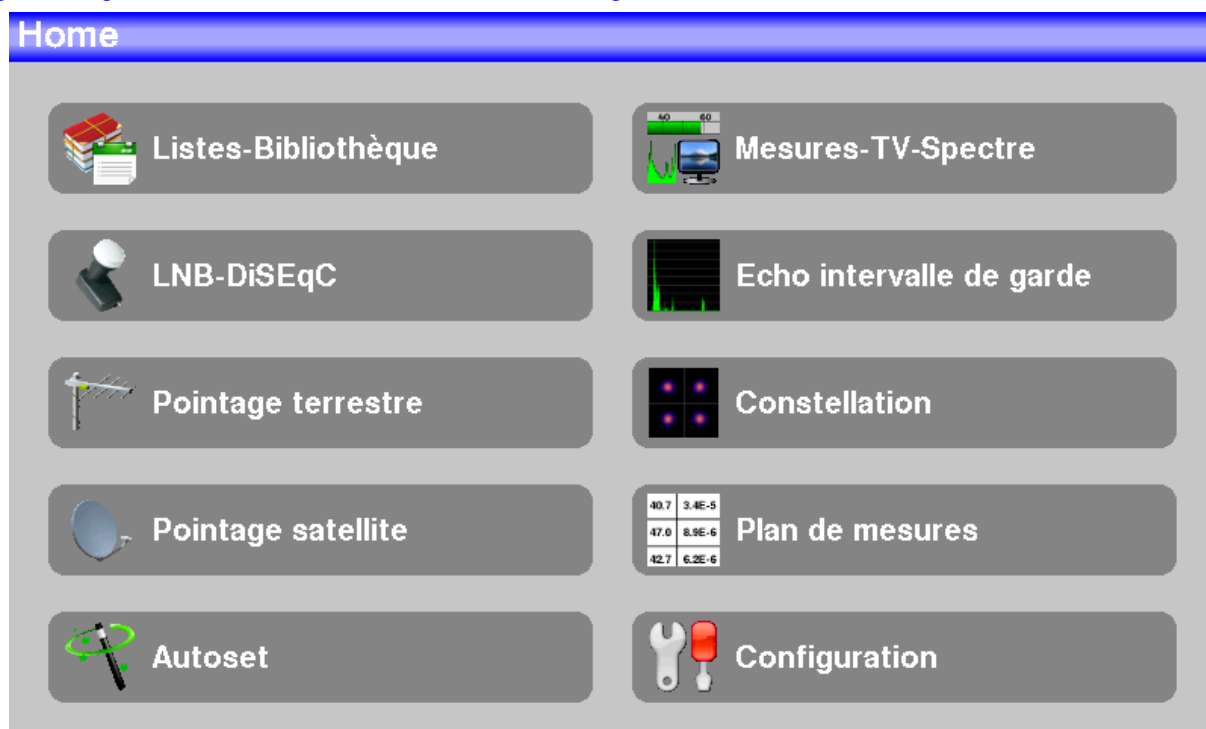 Home
Listes-Bibliothèque
40 60
Mesures-TV-Spectre
LNB-DiSEqC
Echo intervalle de garde
Pointage terrestre
Constellation
Pointage satellite
40.7 3.4E-5
47.0 8.9E-6
42.7 6.2E-6
Plan de mesures
Autoset
Configuration